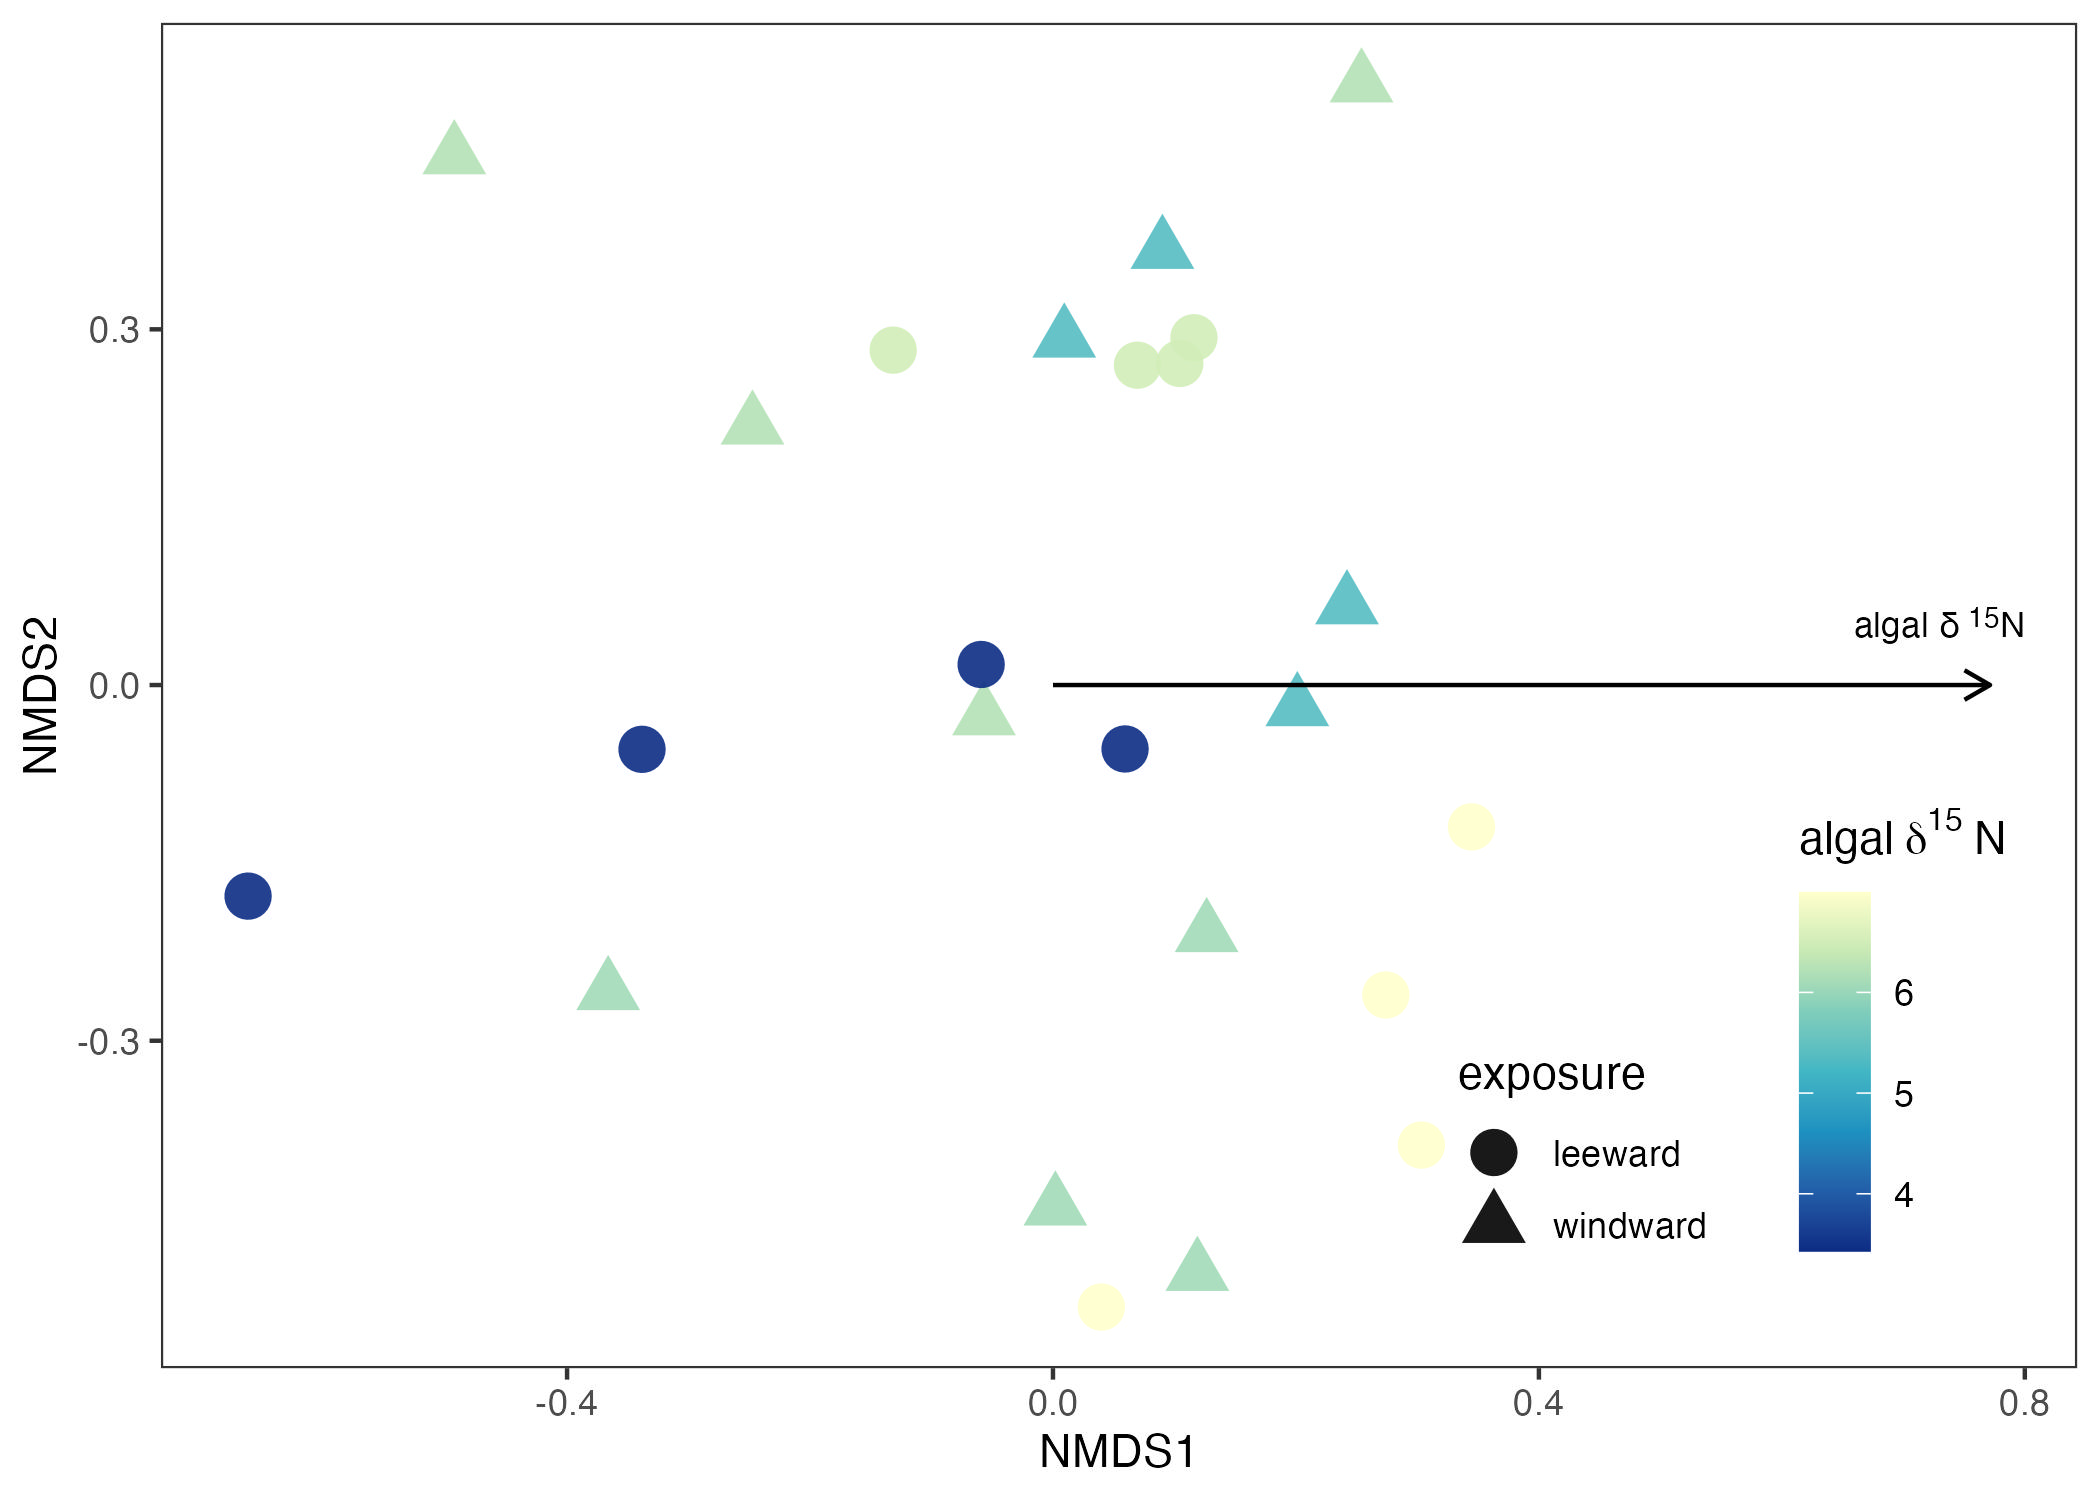 NMDS2
0.3
0.0
-0.3
algal δ ¹⁵N
algal δ¹⁵ N
6
5
4
exposure
leeward
windward
-0.4
0.0
0.4
0.8
NMDS1